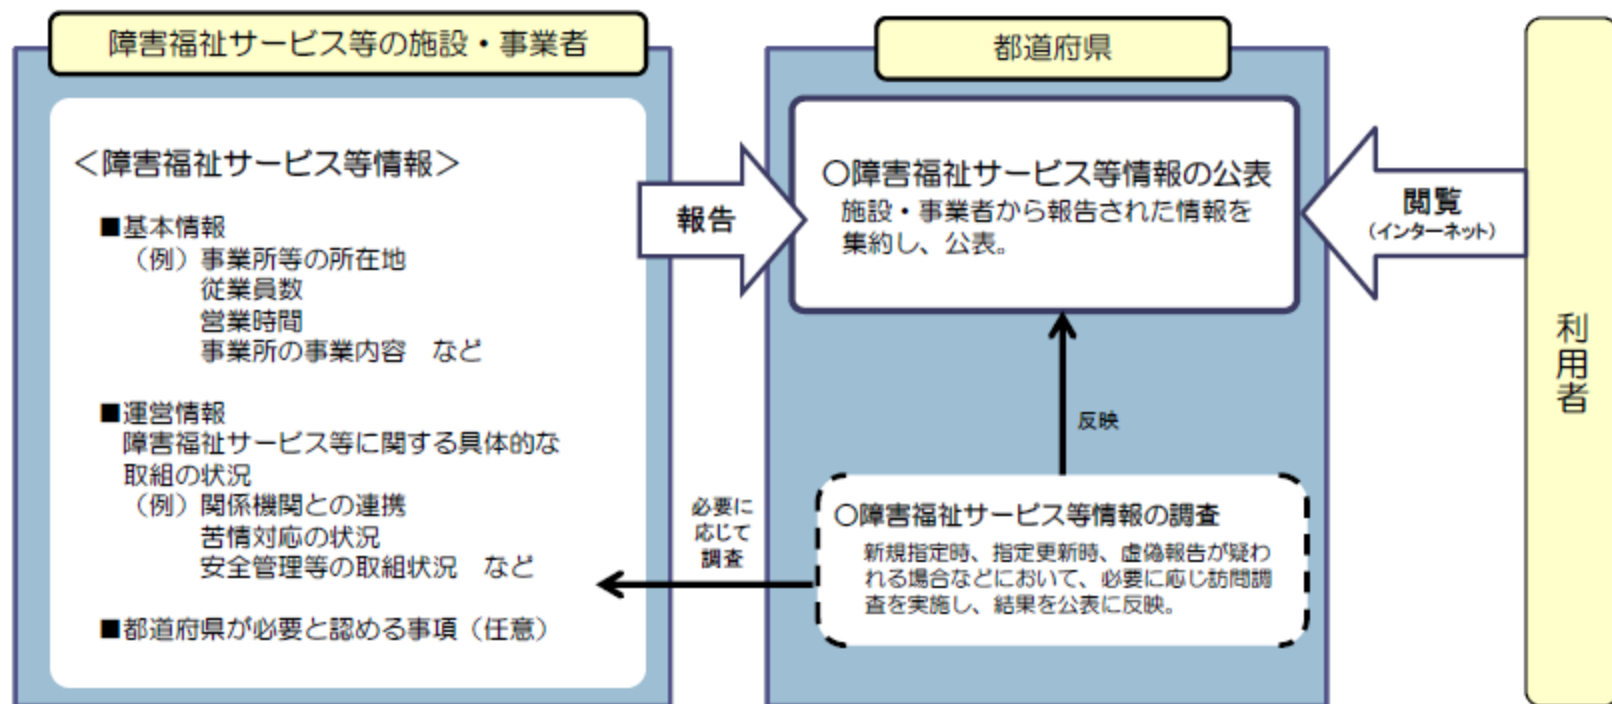 障害福祉サービス等の施設・事業者
＜障害福祉サービス等情報＞
■基本情報
（例）事業所等の所在地
従業員数
営業時間
事業所の事業内容　など
■運営情報
障害福祉サービス等に関する具体的な
取組の状況
（例）関係機関との連携
苦情対応の状況
安全管理等の取組状況　など
■都道府県が必要と認める事項（任意）
報告
必要に
応じて
調査
都道府県
〇障害福祉サービス等情報の公表
施設・事業者から報告された情報を
集約し、公表。
反映
〇障害福祉サービス等情報の調査
新規指定時、指定更新時、虚偽報告が疑わ
れる場合などにおいて、必要に応じ訪問調
査を実施し、結果を公表に反映。
閲覧
（インターネット）
利用者